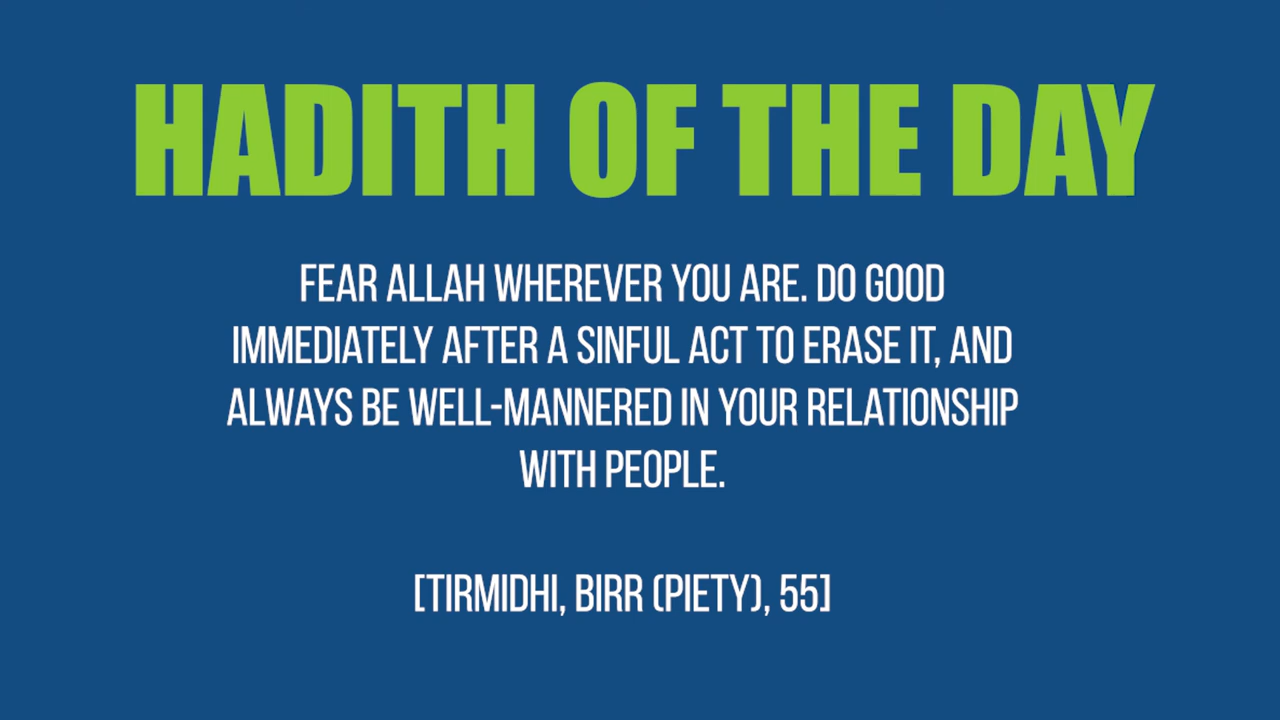 HADITH OF THE DAY
FEAR ALLAH WHEREVER YOU ARE. DO GOOD
IMMEDIATELY AFTER A SINFUL ACT TO ERASE IT, AND
ALWAYS BE WELL-MANNERED IN YOUR RELATIONSHIP
WITH PEOPLE.
[TIRMIDHI, BIRR (PIETY), 55]